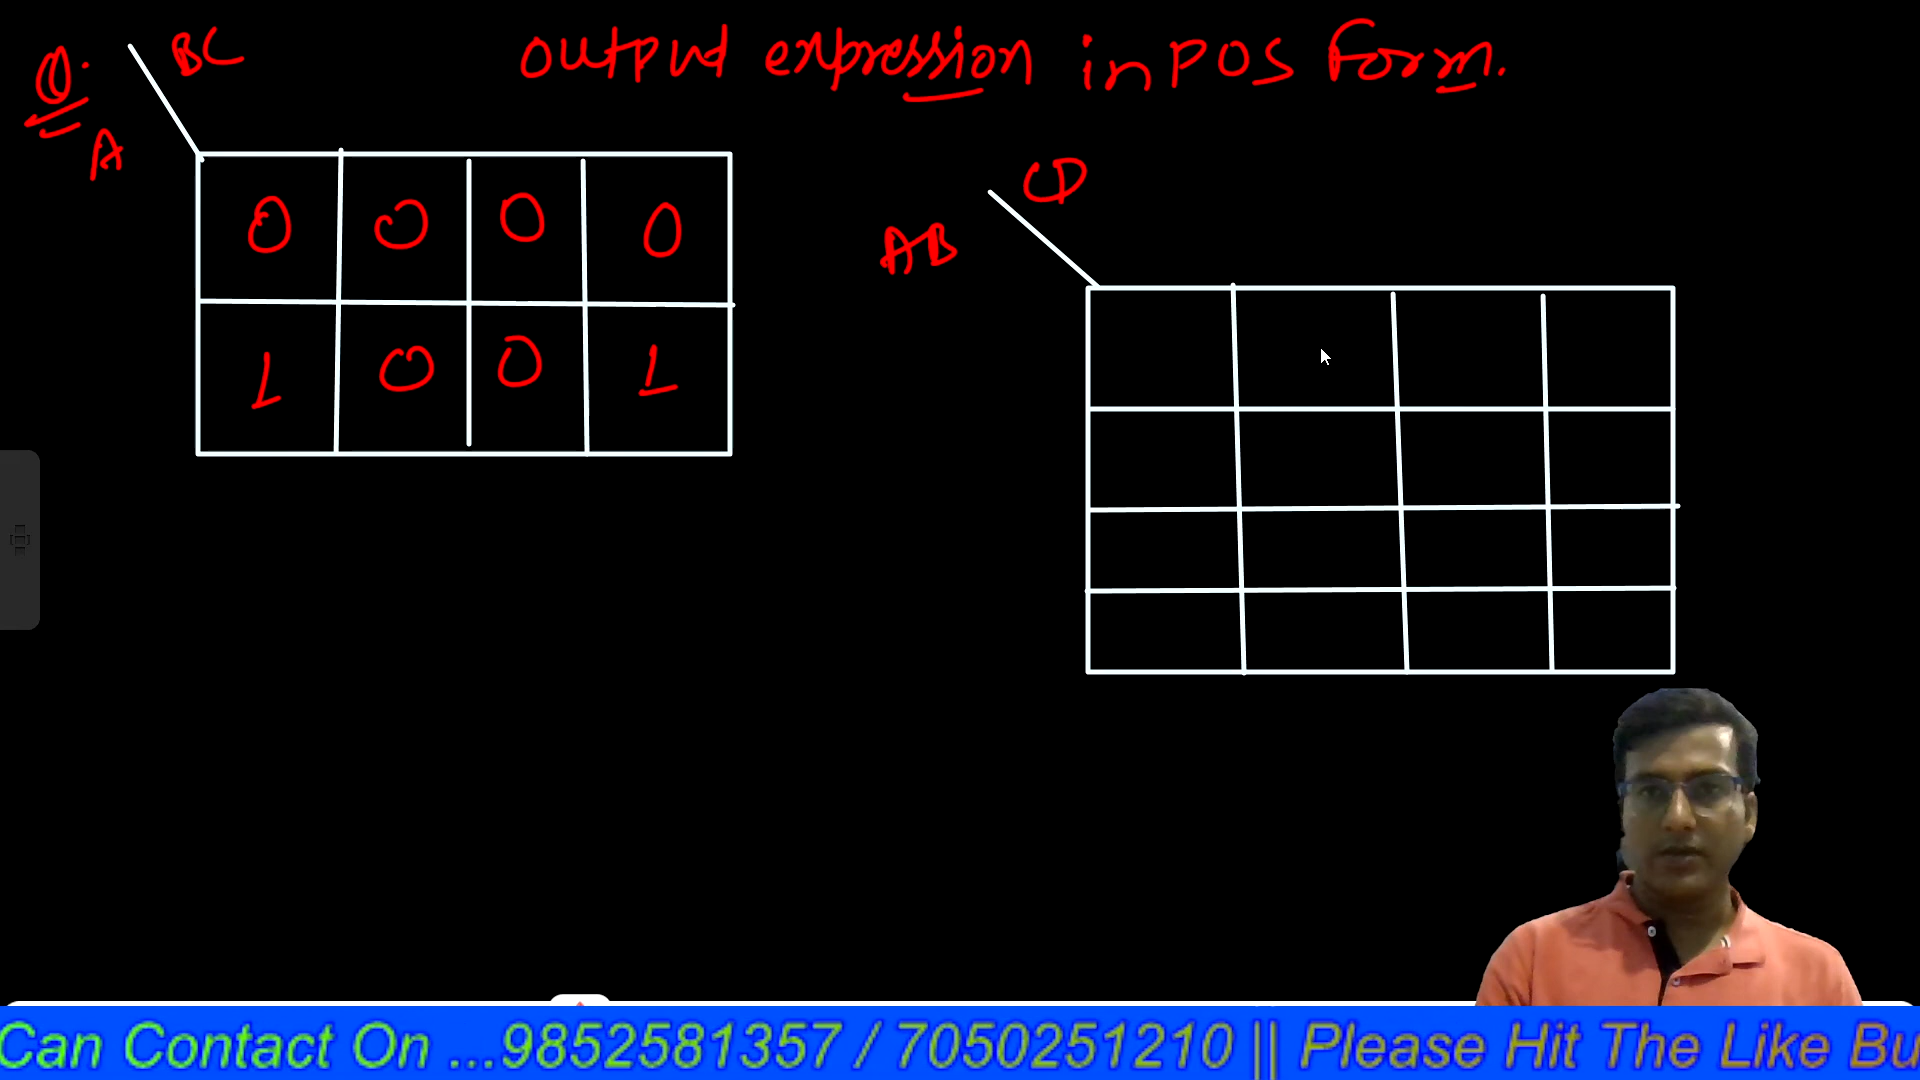 Q.
BC
output expression in POS form.
A
0 0 0 0
1 0 0 1
CD
AB
Can Contact On ...9852581357 / 7050251210 || Please Hit The Like Bu